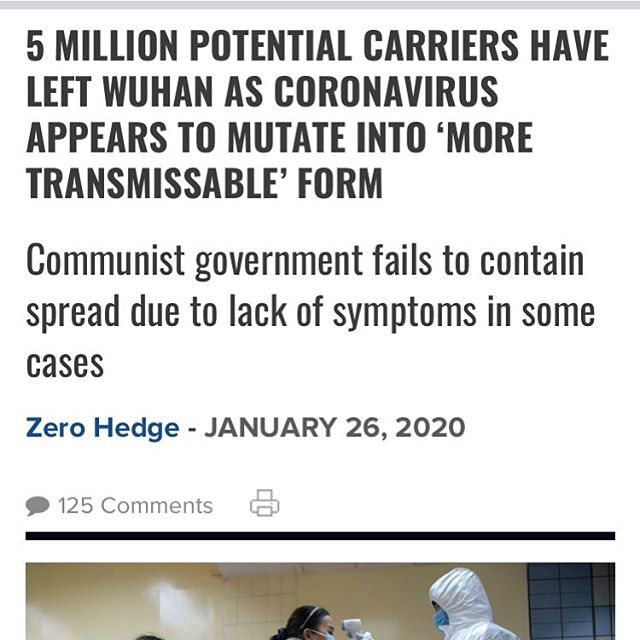 5 MILLION POTENTIAL CARRIERS HAVE
LEFT WUHAN AS CORONAVIRUS
APPEARS TO MUTATE INTO ‘MORE
TRANSMISSABLE’ FORM
Communist government fails to contain
spread due to lack of symptoms in some
cases
Zero Hedge - JANUARY 26, 2020
125 Comments